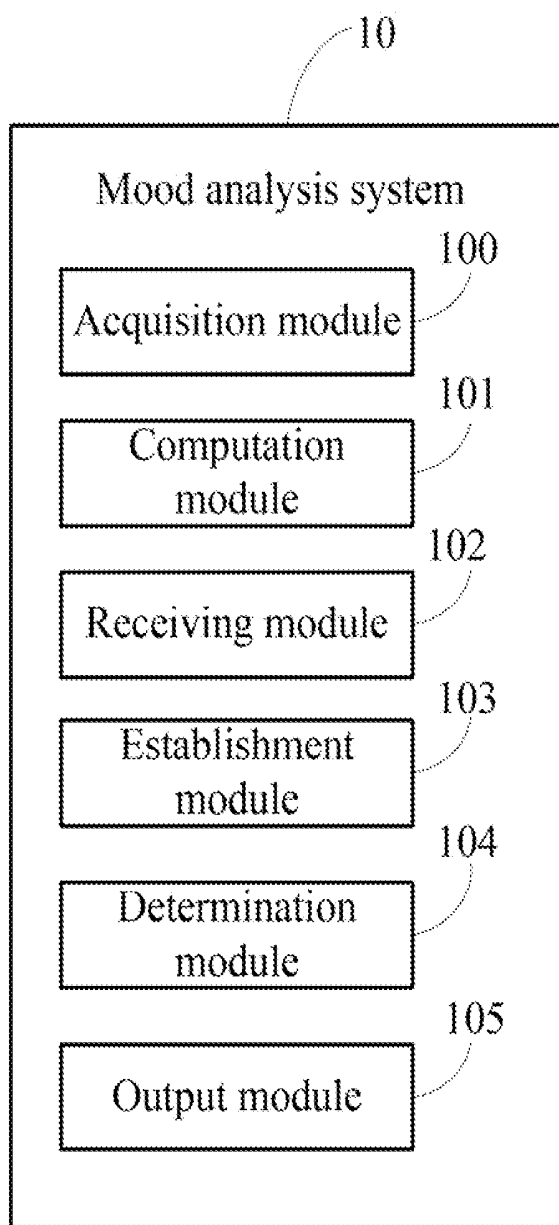 10
Mood analysis system
100
Acquisition module
101
Computation
module
102
Receiving module
103
Establishment
module
104
Determination
module
105
Output module